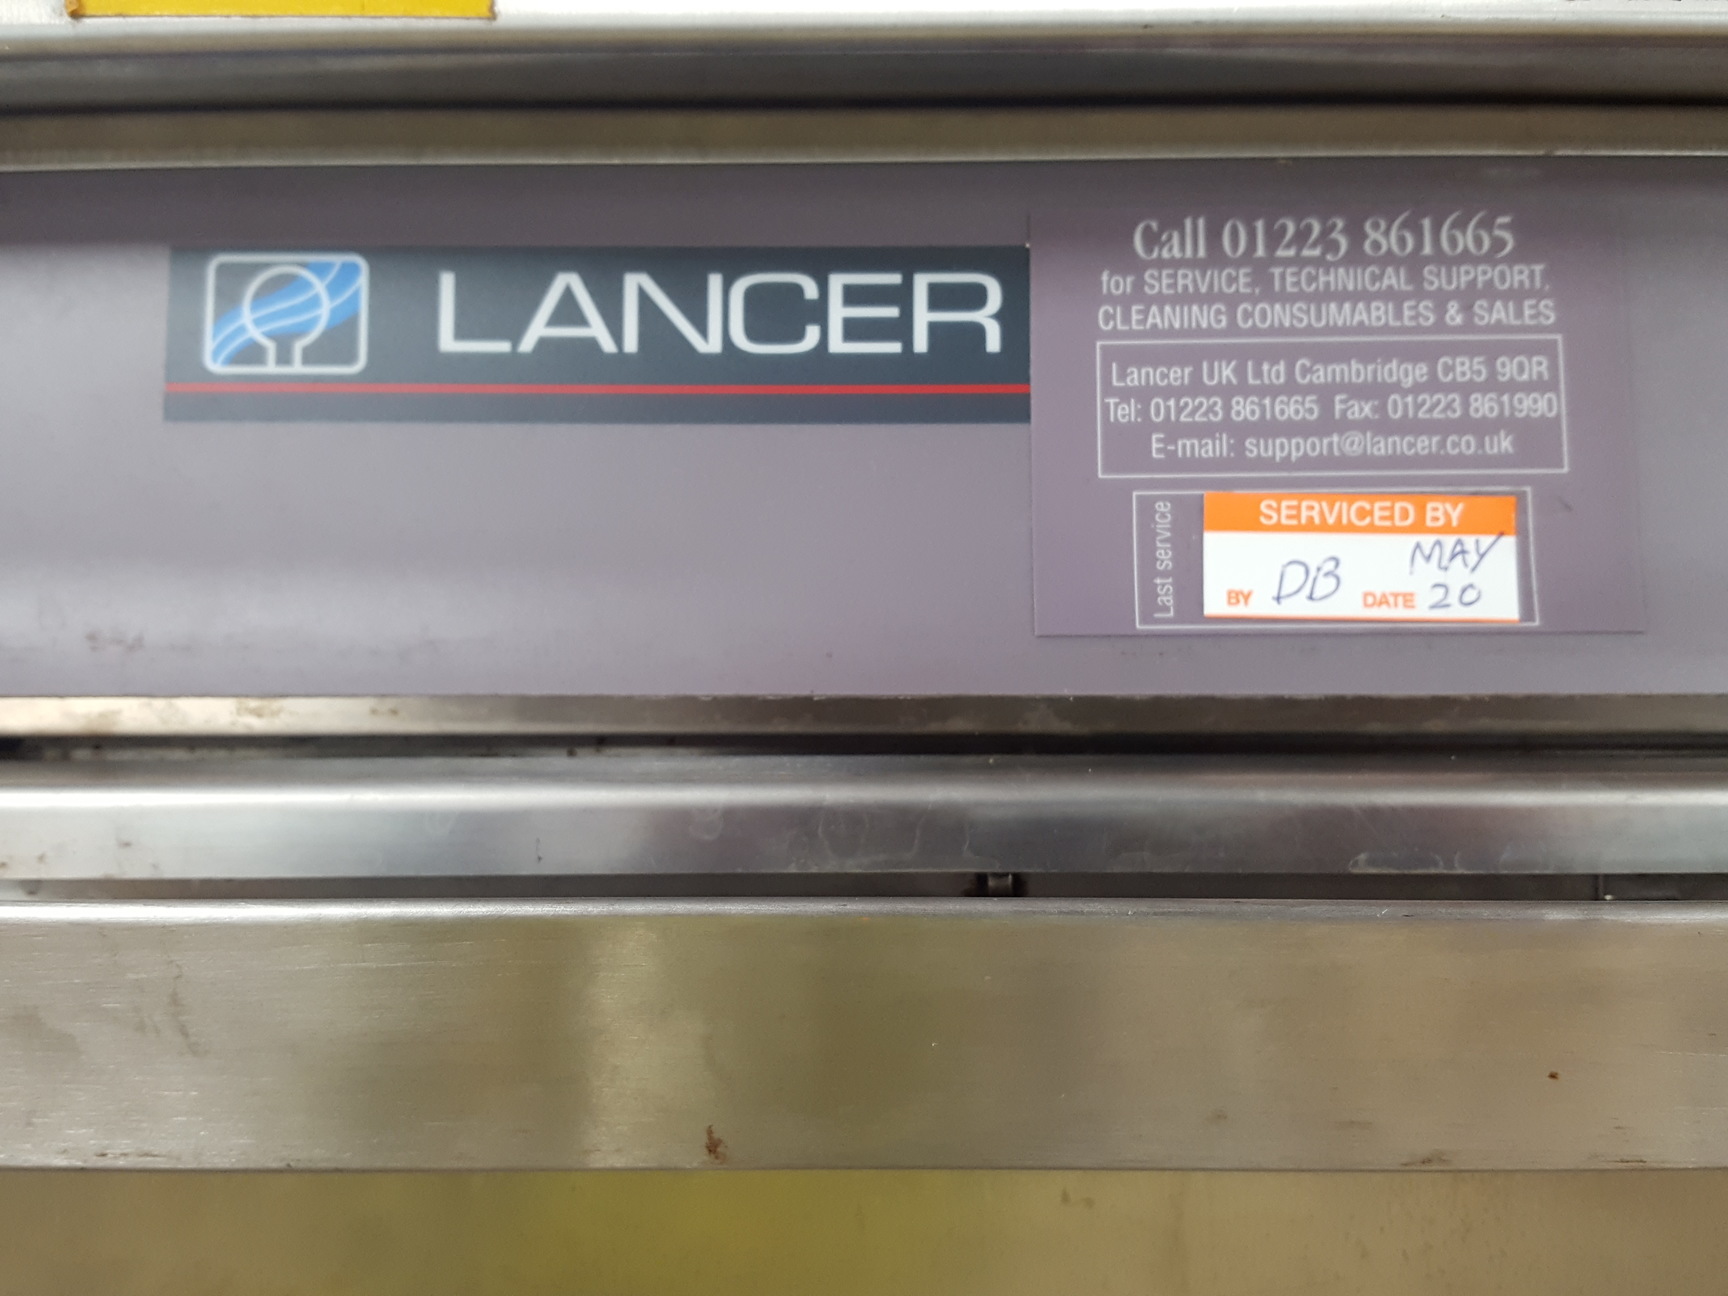 LANCER
Call 01223 861665
for SERVICE, TECHNICAL SUPPORT,
CLEANING CONSUMABLES & SALES
Lancer UK Ltd Cambridge CB5 9QR
Tel: 01223 861665 Fax: 01223 861990
E-mail: support@lancer.co.uk
Last service
SERVICED BY
BY DB DATE MAY
20